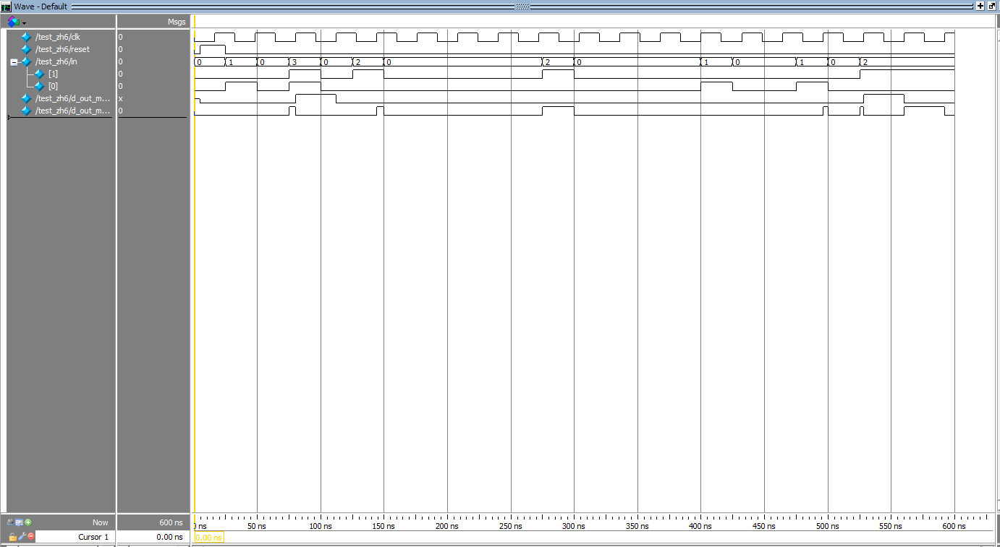 Wave - Default
Msgs
/test_zh6/clk 0
/test_zh6/reset 0
/test_zh6/in 0 0 1 0 3 0 2 0 2 0 1 0 1 0 2
[1] 0
[0] 0
/test_zh6/d_out_m... x
/test_zh6/d_out_m... 0
Now 600 ns ns 50 ns 100 ns 150 ns 200 ns 250 ns 300 ns 350 ns 400 ns 450 ns 500 ns 550 ns 600 ns
Cursor 1 0.00 ns 0.00 ns